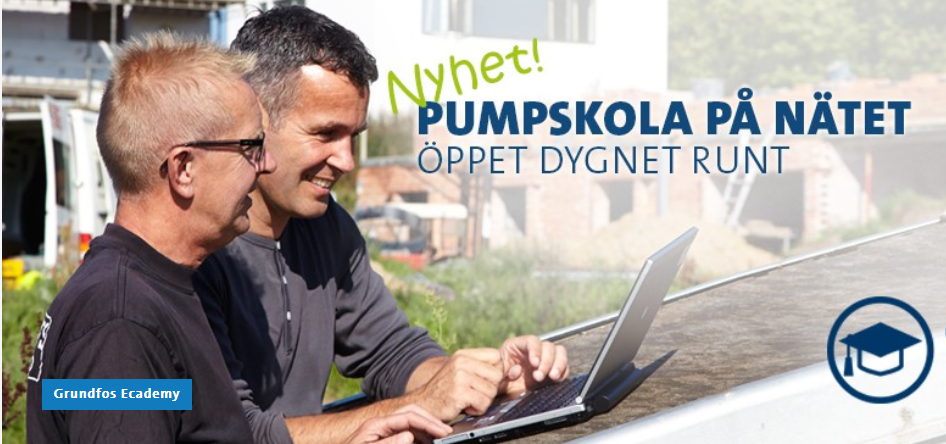 Nyhet!
PUMPSKOLA PÅ NÄTET
ÖPPET DYGNET RUNT
Grundfos Ecademy